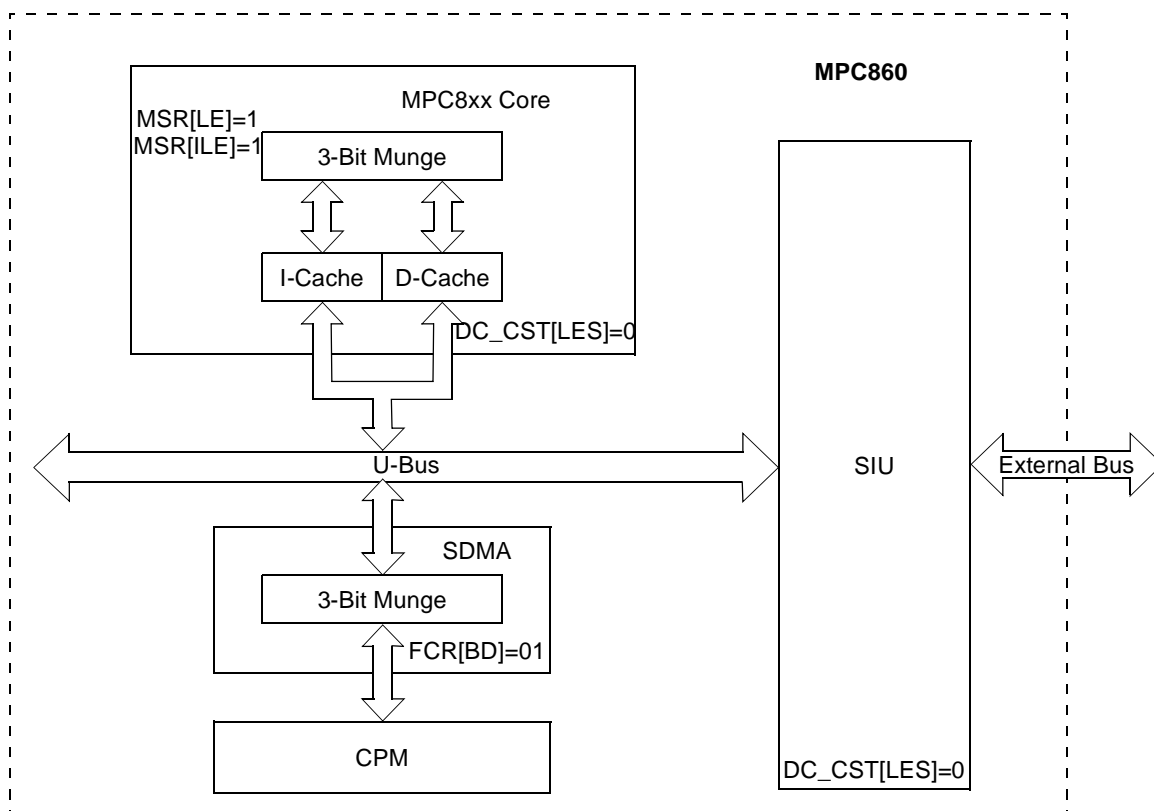 MPC860
MPC8xx Core
MSR[LE]=1
MSR[ILE]=1
3-Bit Munge
I-Cache
D-Cache
DC_CST[LES]=0
U-Bus
SIU
External Bus
SDMA
3-Bit Munge
FCR[BD]=01
CPM
DC_CST[LES]=0